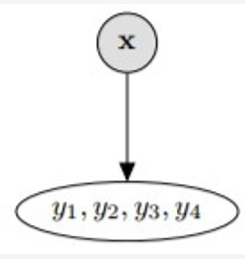 x
y₁, y₂, y₃, y₄